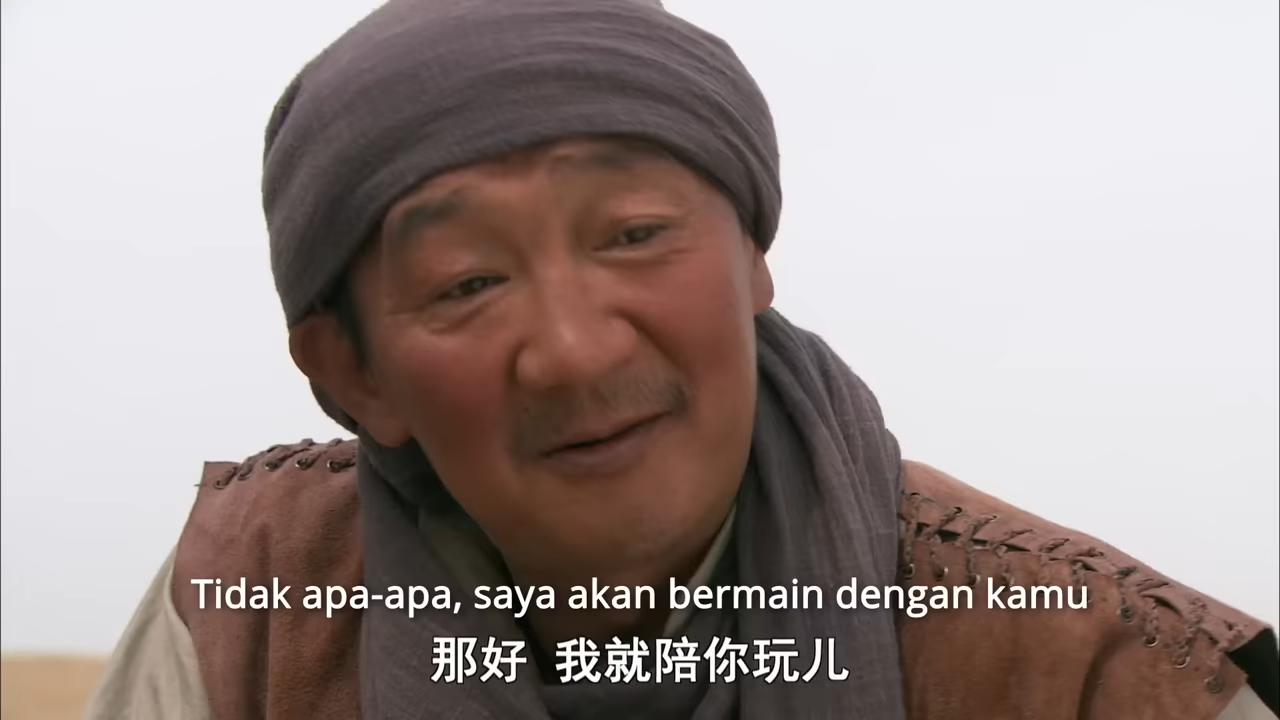 Tidak apa-apa, saya akan bermain dengan kamu
那好 我就陪你玩儿